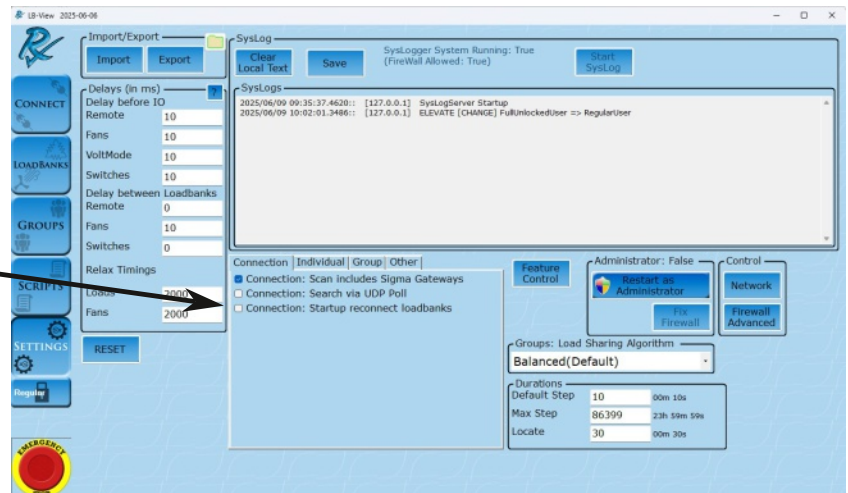 LB-View 2025-06-06
Import/Export
Import
Export
CONNECT
LOADBANKS
GROUPS
SCRIPTS
SETTINGS
Regular
EMERGENCY
Delays (in ms)
?
Delay before IO
Remote 10
Fans 10
VoltMode 10
Switches 10
Delay between Loadbanks
Remote 0
Fans 10
Switches 0
Relax Timings
Loads 2000
Fans 2000
RESET
SysLog
Clear
Local Text
Save
SysLogger System Running: True
(FireWall Allowed: True)
Start
SysLog
SysLogs
2025/06/09 09:35:37.4620:: [127.0.0.1] SysLogServer Startup
2025/06/09 10:02:01.3486:: [127.0.0.1] ELEVATE [CHANGE] FullUnlockedUser => RegularUser
Connection Individual Group Other
Connection: Scan includes Sigma Gateways
Connection: Search via UDP Poll
Connection: Startup reconnect loadbanks
Feature
Control
Administrator: False
Restart as
Administrator
Fix
Firewall
Control
Network
Firewall
Advanced
Groups: Load Sharing Algorithm
Balanced(Default)
Durations
Default Step 10 00m 10s
Max Step 86399 23h 59m 59s
Locate 30 00m 30s